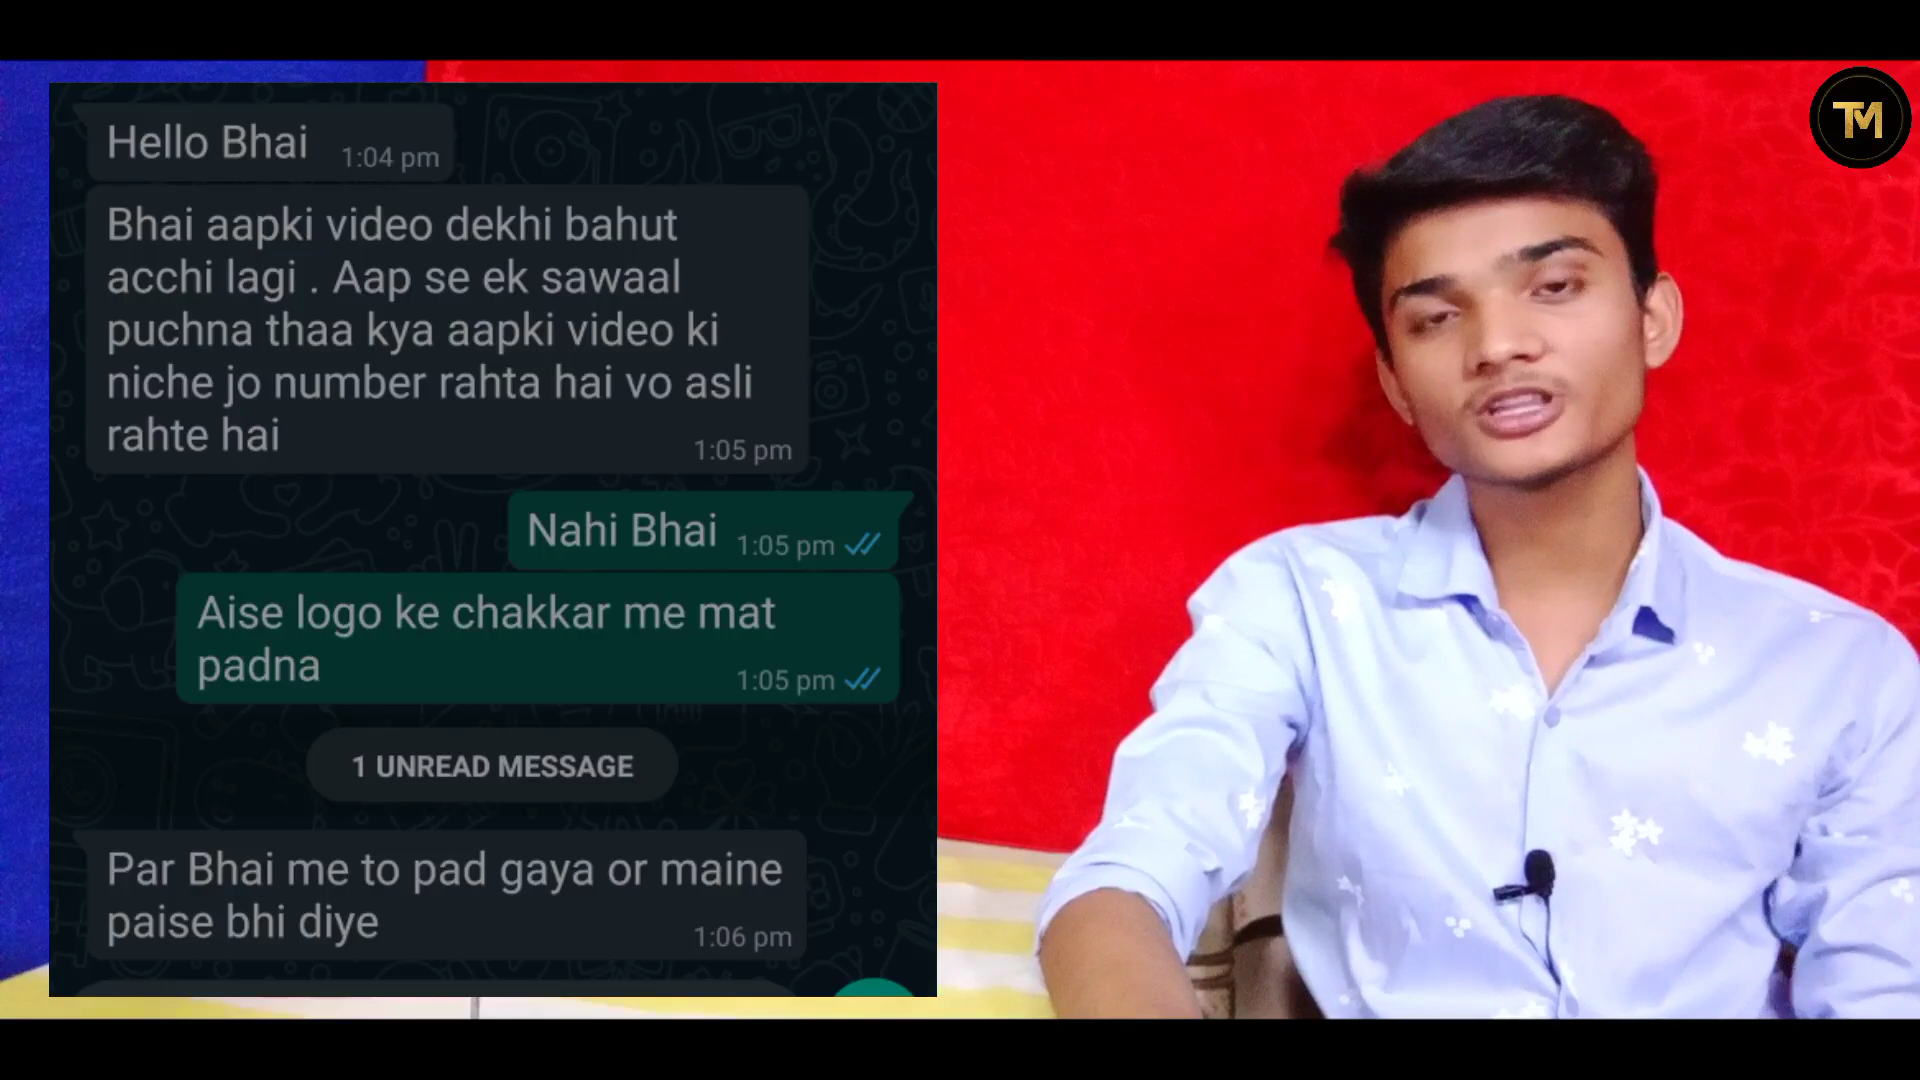 Hello Bhai 1:04 pm
Bhai aapki video dekhi bahut
acchi lagi . Aap se ek sawaal
puchna thaa kya aapki video ki
niche jo number rahta hai vo asli
rahte hai 1:05 pm
Nahi Bhai 1:05 pm
Aise logo ke chakkar me mat
padna 1:05 pm
1 UNREAD MESSAGE
Par Bhai me to pad gaya or maine
paise bhi diye 1:06 pm
TM